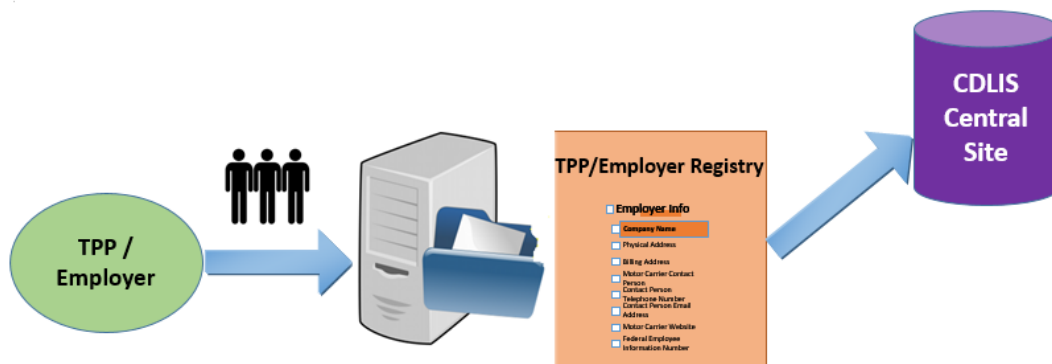 TPP /
Employer
TPP/Employer Registry
Employer Info
Company Name
Physical Address
Billing Address
Motor Carrier Contact
Person
Contact Person
Telephone Number
Contact Person Email
Address
Motor Carrier Website
Federal Employee
Information Number
CDLIS
Central
Site